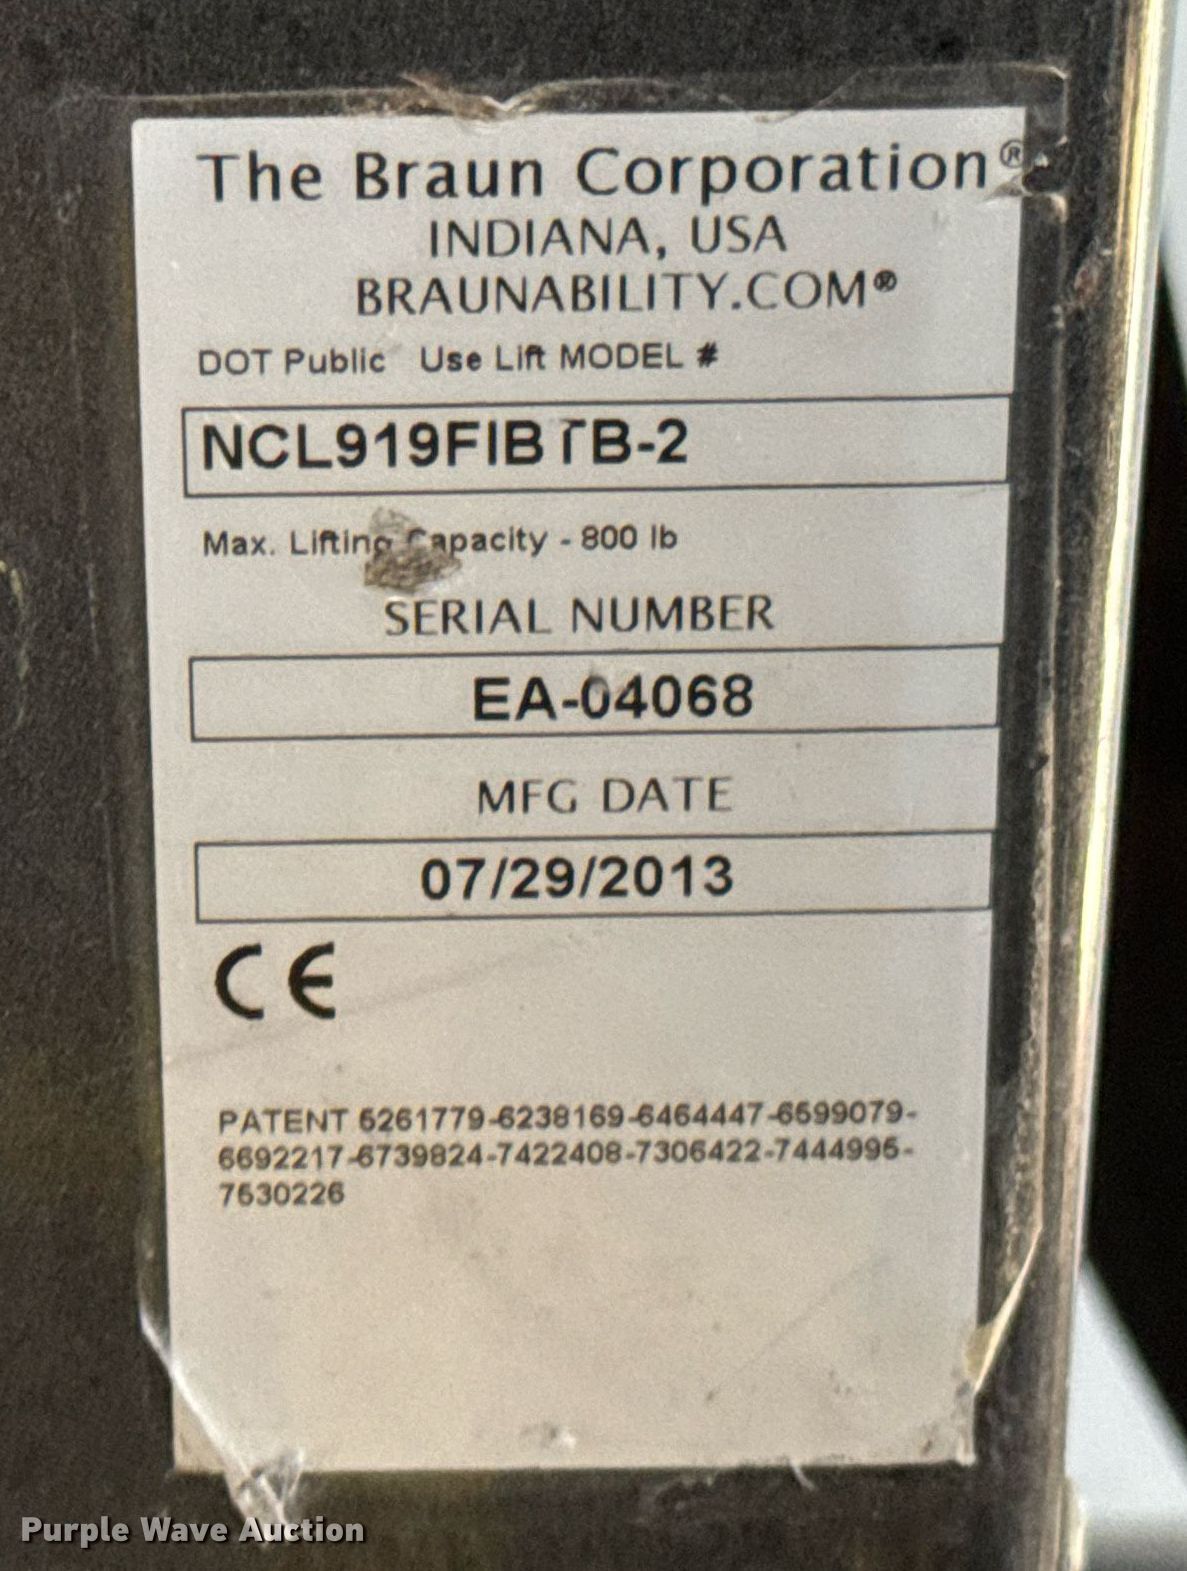 The Braun Corporation®
INDIANA, USA
BRAUNABILITY.COM®
DOT Public Use Lift MODEL #
NCL919FIBTB-2
Max. Lifting Capacity - 800 lb
SERIAL NUMBER
EA-04068
MFG DATE
07/29/2013
CE
PATENT 6261779-6238169-6464447-6599079-
6692217-6739824-7422408-7306422-7444995-
7630226
Purple Wave Auction